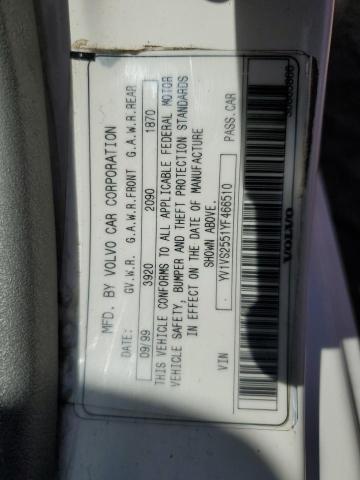 MFD. BY VOLVO CAR CORPORATION
DATE: G.V.W.R. G.A.W.R.FRONT G.A.W.R.REAR
09/99 3920 2090 1870
THIS VEHICLE CONFORMS TO ALL APPLICABLE FEDERAL MOTOR
VEHICLE SAFETY, BUMPER AND THEFT PROTECTION STANDARDS
IN EFFECT ON THE DATE OF MANUFACTURE
SHOWN ABOVE.
VIN YV1VS2551YF466510 PASS.CAR
VOLVO